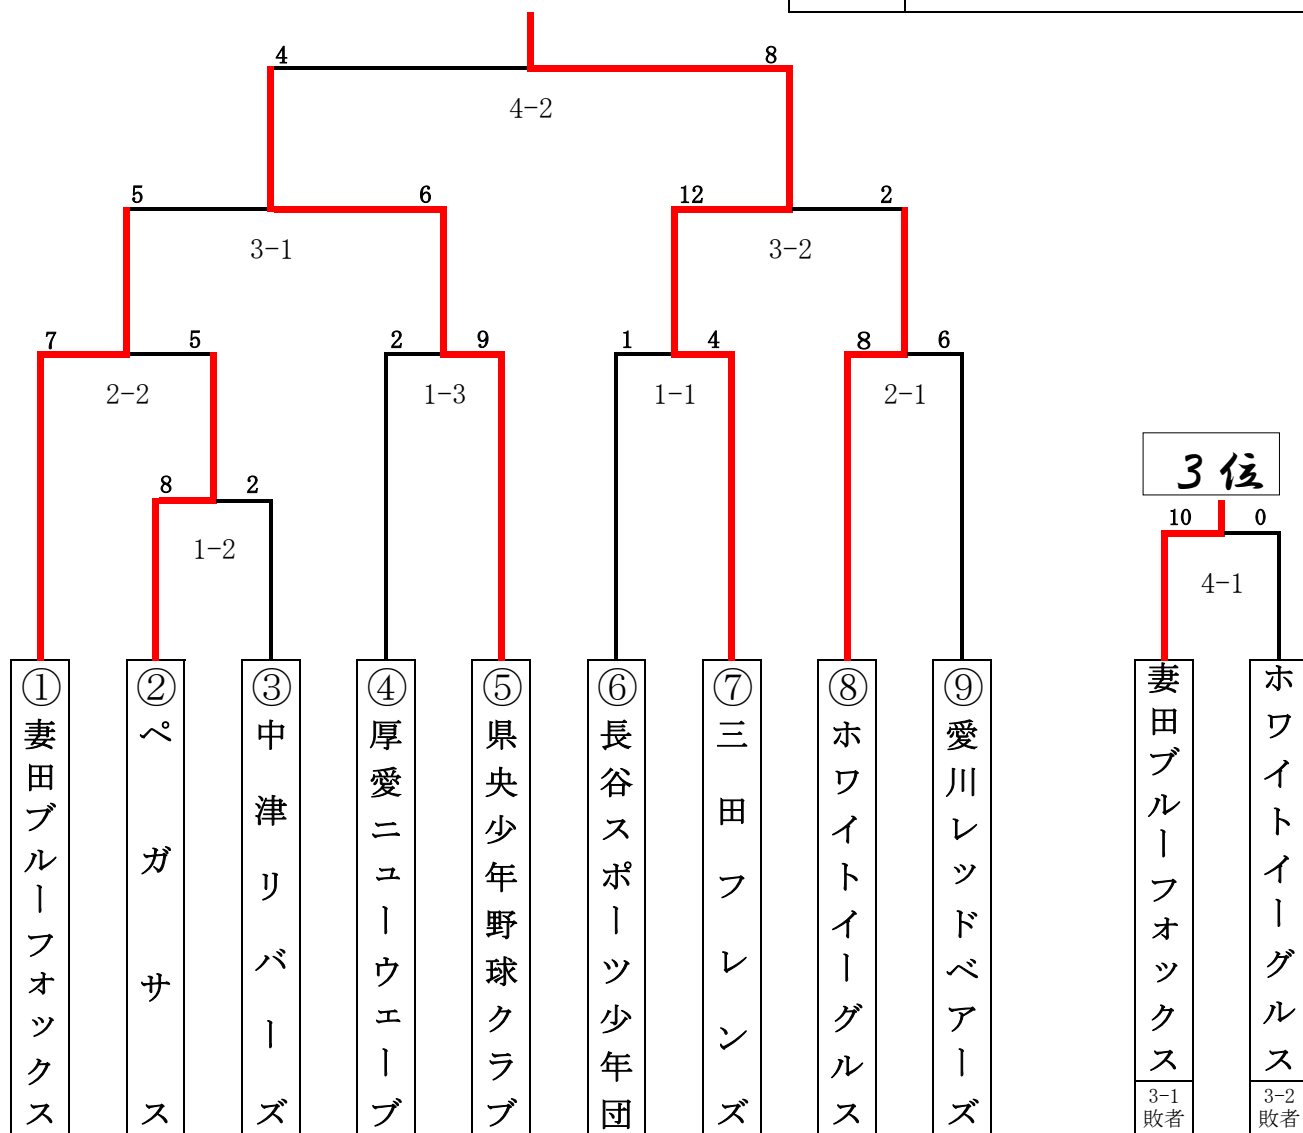 4 8
4-2
5 6 12 2
3-1 3-2
7 5 2 9 1 4 8 6
2-2 1-3 1-1 2-1
3位
8 2
10 0
1-2
4-1
①妻田ブルーフォックス
②ペガサス
③中津リバーズ
④厚愛ニューウェーブ
⑤県央少年野球クラブ
⑥長谷スポーツ少年団
⑦三田フレンズ
⑧ホワイトイーグルス
⑨愛川レッドベアーズ
妻田ブルーフォックス
3-1
敗者
ホワイトイーグルス
3-2
敗者